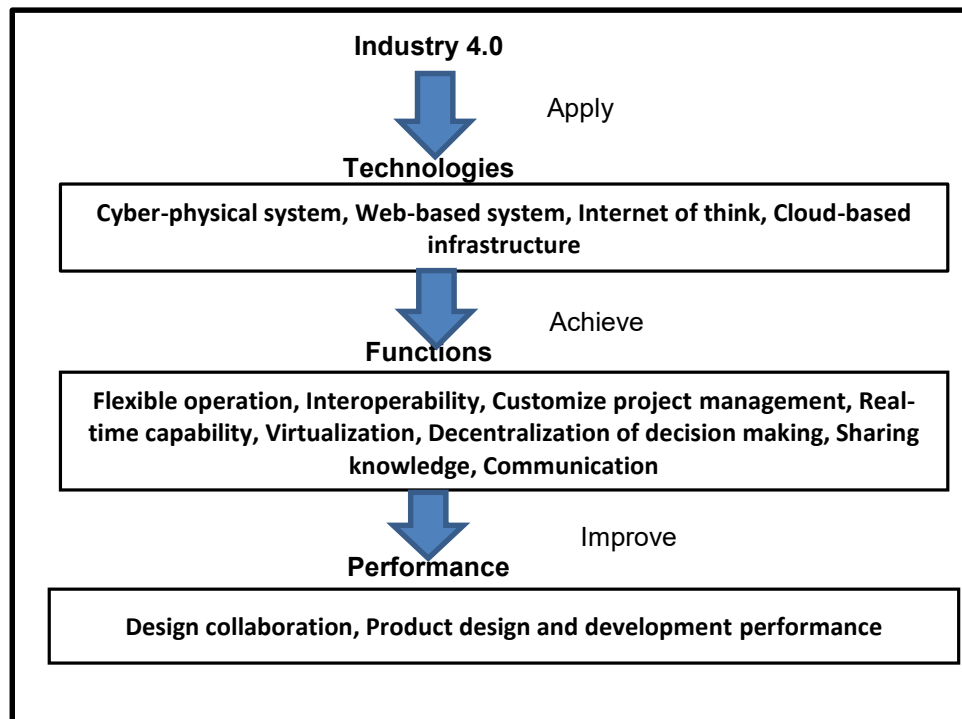 Industry 4.0
Apply
Technologies
Cyber-physical system, Web-based system, Internet of think, Cloud-based
infrastructure
Achieve
Functions
Flexible operation, Interoperability, Customize project management, Real-
time capability, Virtualization, Decentralization of decision making, Sharing
knowledge, Communication
Improve
Performance
Design collaboration, Product design and development performance